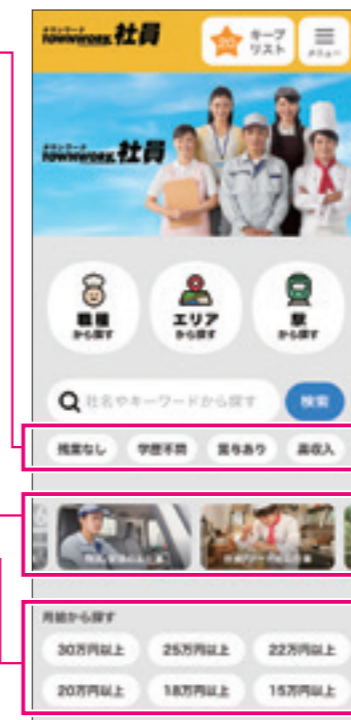 タウンワーク
TOWNWORK 社員
20 キープ
リスト
メニュー
タウンワーク
TOWNWORK 社員
職種
から探す
エリア
から探す
駅
から探す
社名やキーワードから探す 検索
残業なし 学歴不問 賞与あり 高収入
月給から探す
30万円以上 25万円以上 22万円以上
20万円以上 18万円以上 15万円以上